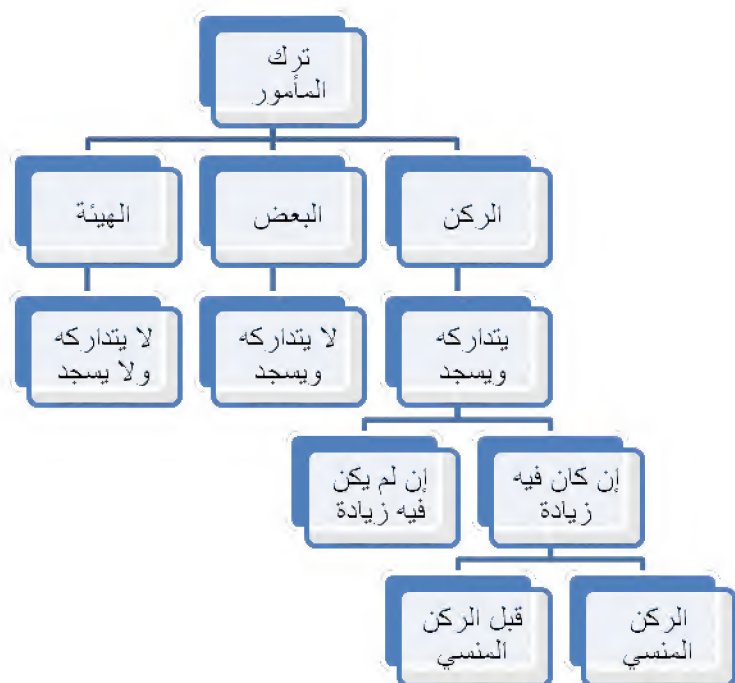 ترك
المأمور
الركن
البعض
الهيئة
يتداركه
ويسجد
لا يتداركه
ويسجد
لا يتداركه
ولا يسجد
إن كان فيه
زيادة
إن لم يكن
فيه زيادة
الركن
المنسي
قبل الركن
المنسي